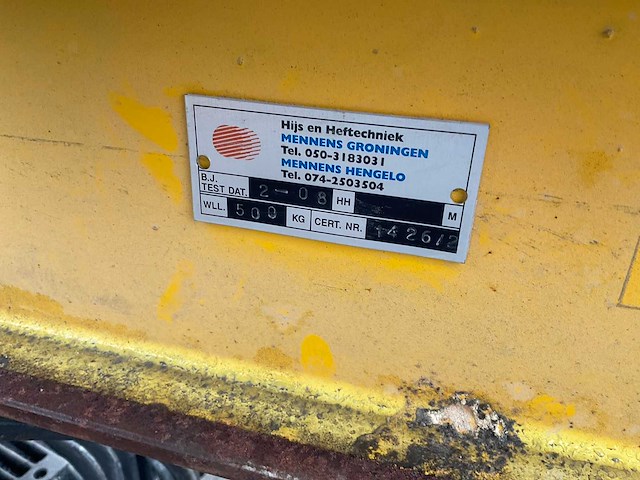 Hijs en Heftechniek
MENNENS GRONINGEN
Tel. 050-3183031
MENNENS HENGELO
Tel. 074-2503504
B.J.
TEST DAT. 2-08 HH M
WLL. 500 KG CERT. NR.